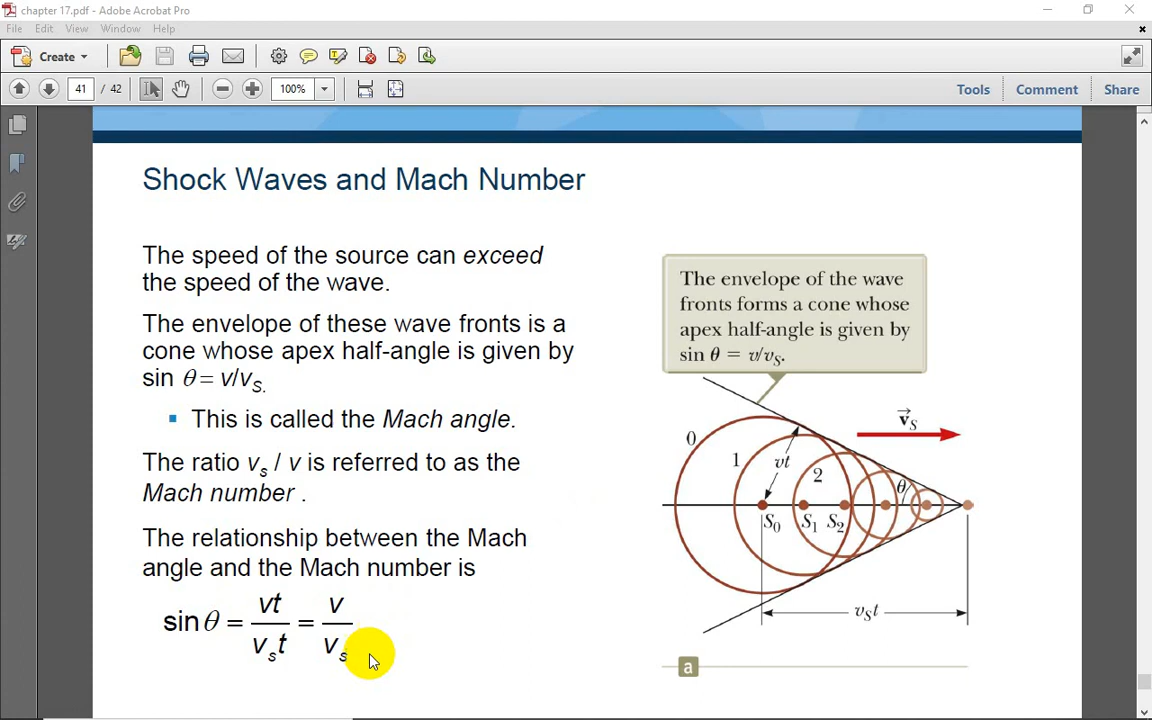 chapter 17.pdf - Adobe Acrobat Pro
File Edit View Window Help
Create
41 / 42 100% Tools Comment Share
Shock Waves and Mach Number
The speed of the source can exceed
the speed of the wave.
The envelope of these wave fronts is a
cone whose apex half-angle is given by
sin θ = v/vS.
▪ This is called the Mach angle.
The ratio vs / v is referred to as the
Mach number .
The relationship between the Mach
angle and the Mach number is
sin θ = vt / vst = v / vs
The envelope of the wave
fronts forms a cone whose
apex half-angle is given by
sin θ = v/vS.
vS
0
1
2
vt
θ
S0 S1 S2
vSt
a